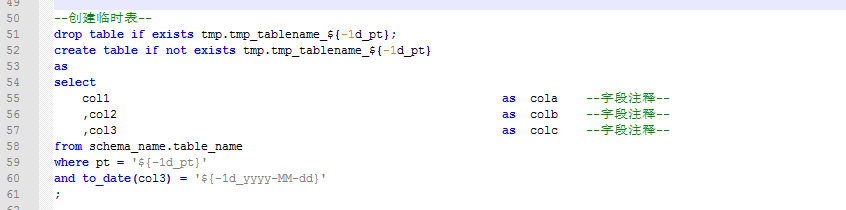 49
50 --创建临时表--
51 drop table if exists tmp.tmp_tablename_${-1d_pt};
52 create table if not exists tmp.tmp_tablename_${-1d_pt}
53 as
54 select
55 col1 as cola --字段注释--
56 ,col2 as colb --字段注释--
57 ,col3 as colc --字段注释--
58 from schema_name.table_name
59 where pt = '${-1d_pt}'
60 and to_date(col3) = '${-1d_yyyy-MM-dd}'
61 ;
62